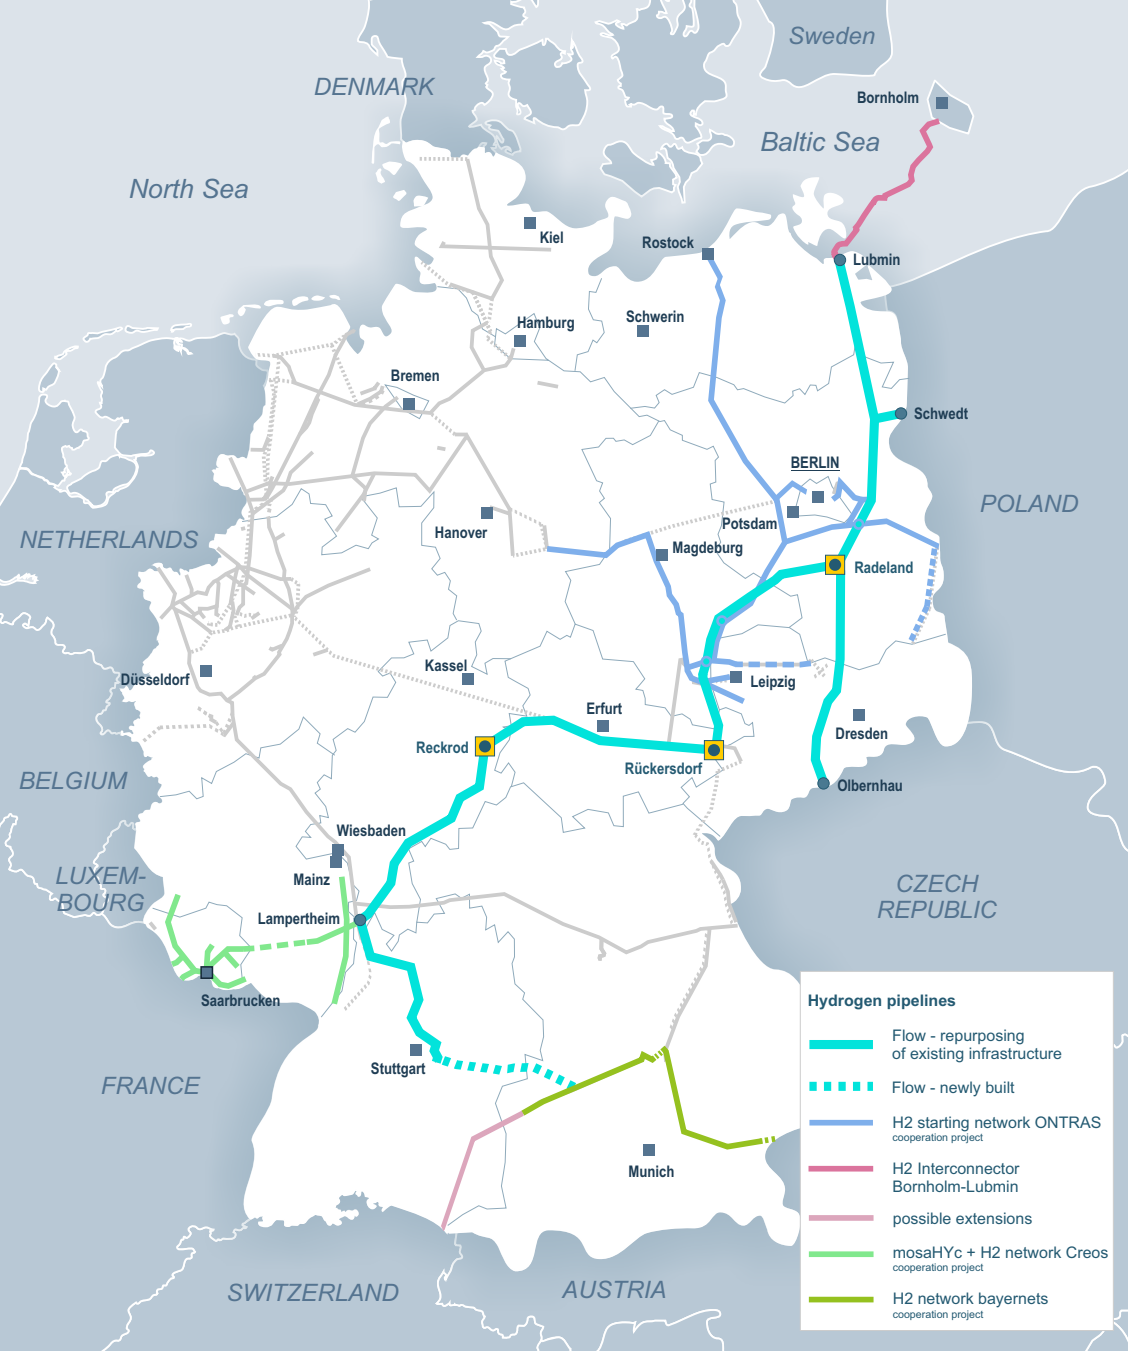 Sweden
DENMARK
Bornholm
Baltic Sea
North Sea
Kiel
Rostock
Lubmin
Schwerin
Hamburg
Bremen
Schwedt
BERLIN
POLAND
Potsdam
Hanover
NETHERLANDS
Magdeburg
Radeland
Kassel
Düsseldorf
Leipzig
Erfurt
Dresden
Reckrod
Rückersdorf
BELGIUM
Olbernhau
Wiesbaden
LUXEM-
BOURG
Mainz
CZECH
REPUBLIC
Lampertheim
Saarbrucken
Stuttgart
FRANCE
Munich
SWITZERLAND
AUSTRIA
Hydrogen pipelines
Flow - repurposing
of existing infrastructure
Flow - newly built
H2 starting network ONTRAS
cooperation project
H2 Interconnector
Bornholm-Lubmin
possible extensions
mosaHYc + H2 network Creos
cooperation project
H2 network bayernets
cooperation project